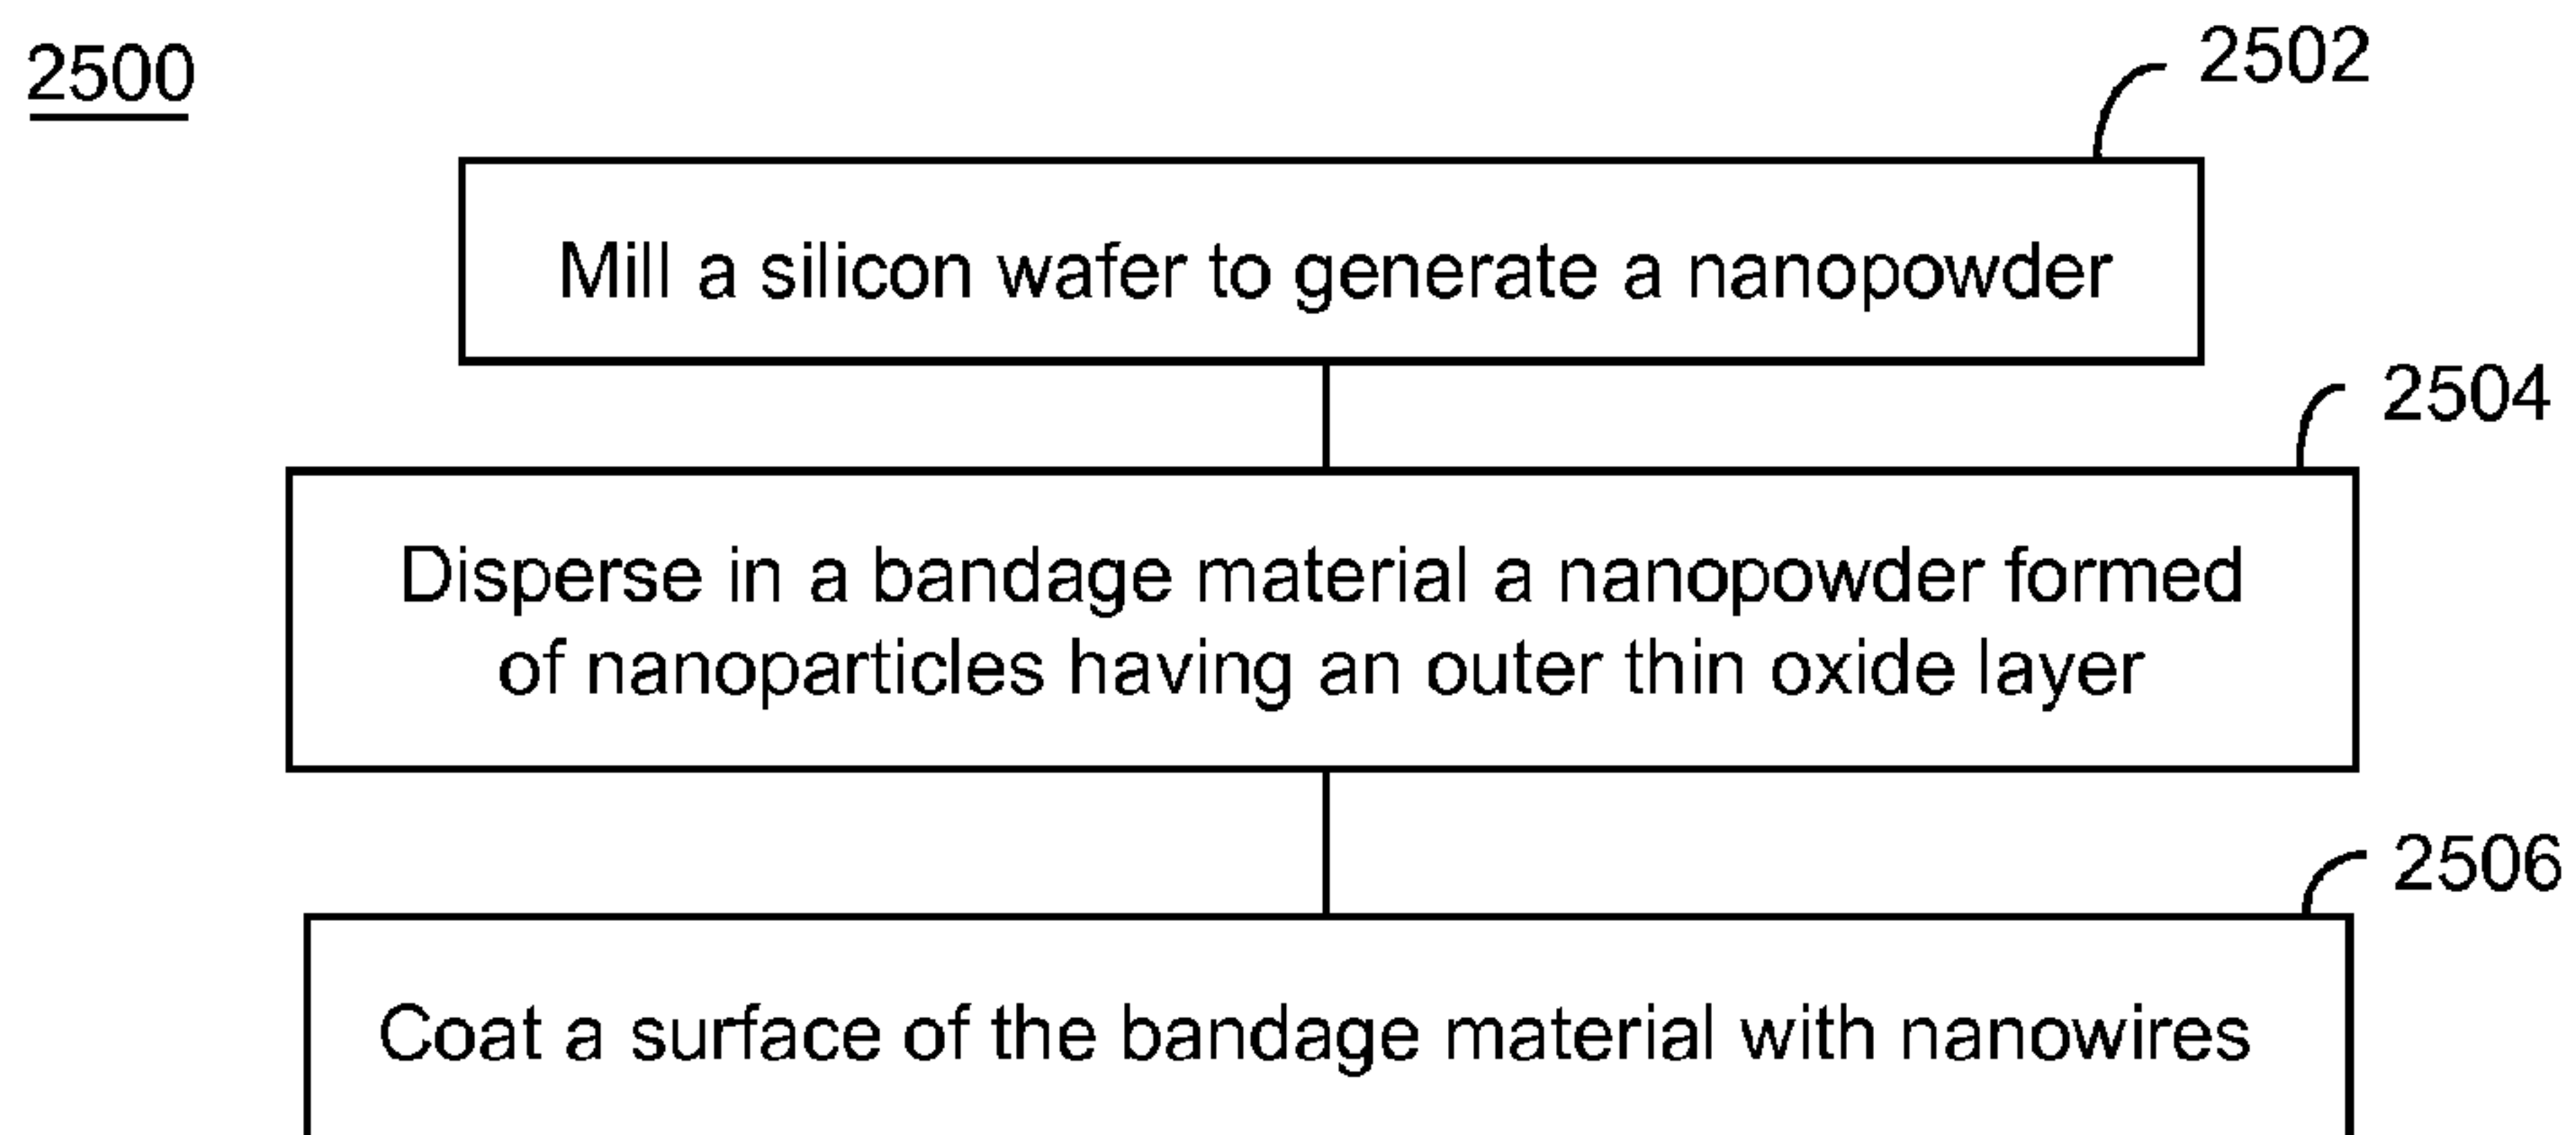 2500
2502
Mill a silicon wafer to generate a nanopowder
2504
Disperse in a bandage material a nanopowder formed
of nanoparticles having an outer thin oxide layer
2506
Coat a surface of the bandage material with nanowires